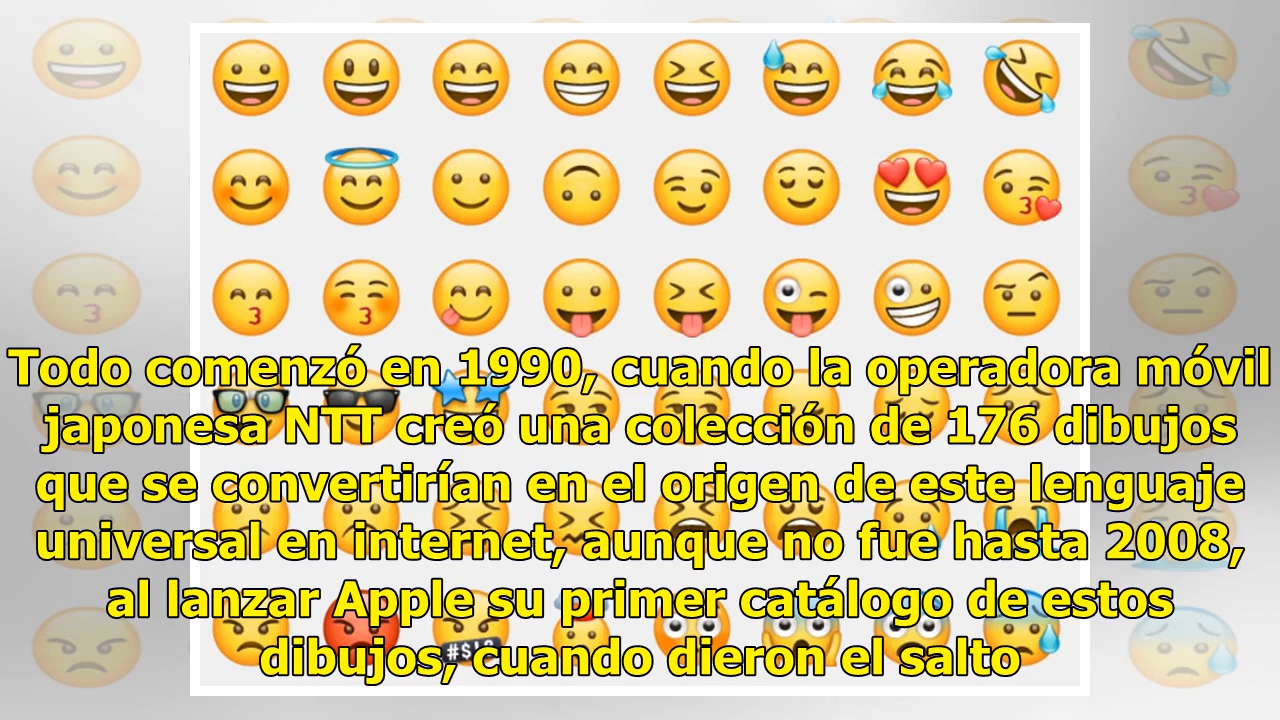 Todo comenzó en 1990, cuando la operadora móvil
japonesa NTT creó una colección de 176 dibujos
que se convertirían en el origen de este lenguaje
universal en internet, aunque no fue hasta 2008,
al lanzar Apple su primer catálogo de estos
dibujos, cuando dieron el salto